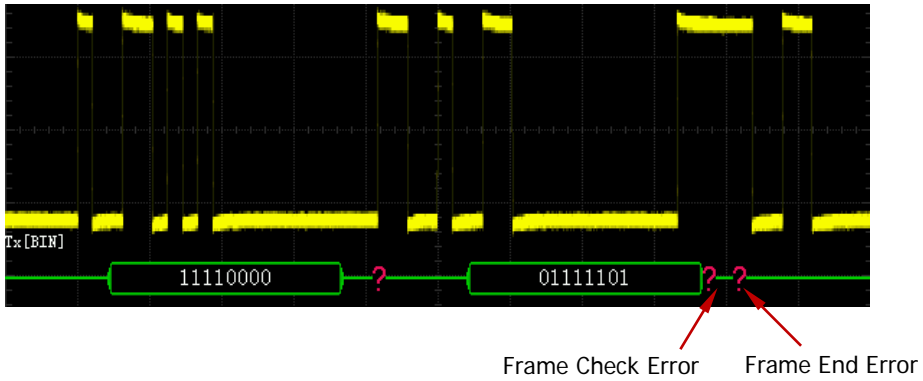 Tx[BIN]
11110000 ? 01111101 ? ?
Frame Check Error Frame End Error